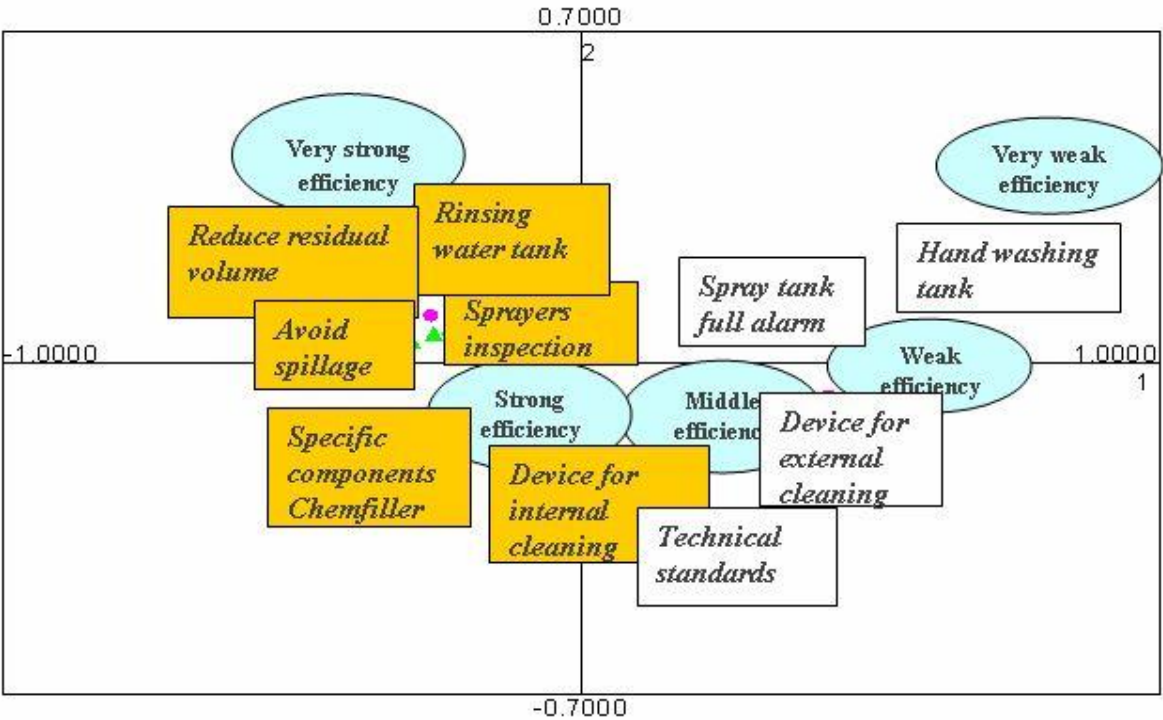 0.7000
2
Very strong
efficiency
Very weak
efficiency
Rinsing
water tank
Reduce residual
volume
Hand washing
tank
Spray tank
full alarm
Sprayers
inspection
Avoid
spillage
-1.0000
1.0000
1
Weak
efficiency
Strong
efficiency
Middle
efficienc
Device for
external
cleaning
Specific
components
Chemfiller
Device for
internal
cleaning
Technical
standards
-0.7000